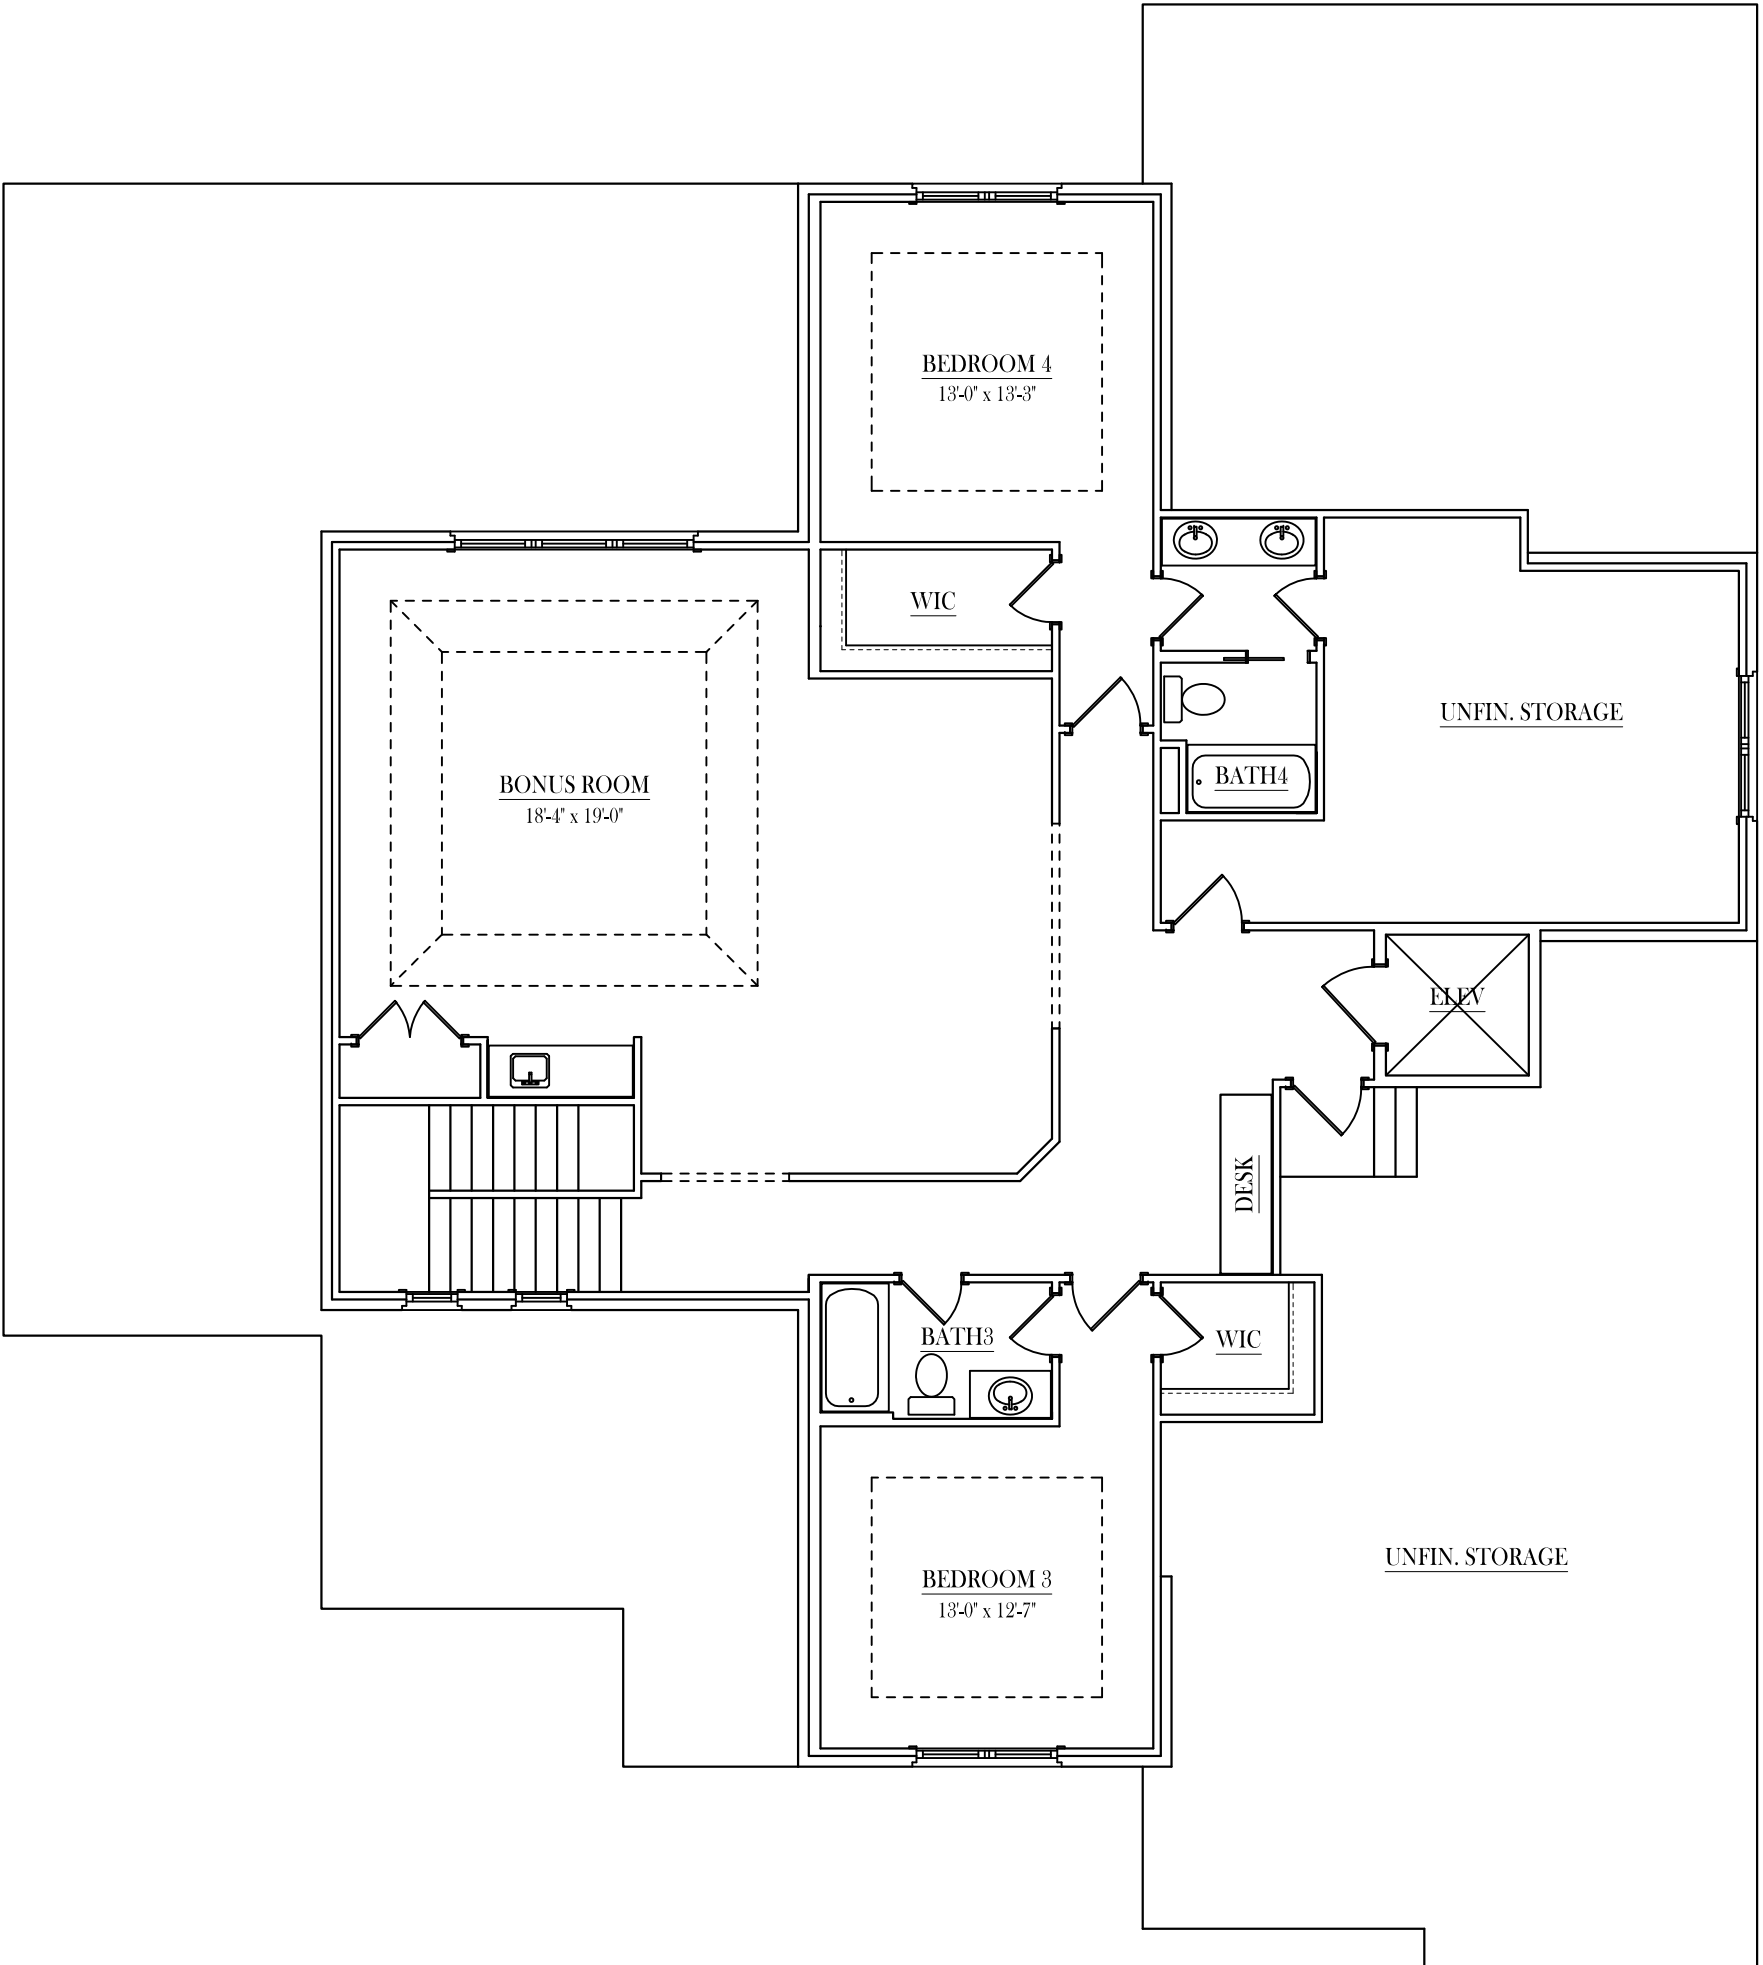 BEDROOM 4
13'-0" x 13'-3"
WIC
UNFIN. STORAGE
BONUS ROOM
18'-4" x 19'-0"
BATH4
ELEV
DESK
BATH3
WIC
UNFIN. STORAGE
BEDROOM 3
13'-0" x 12'-7"